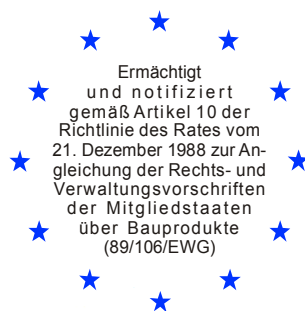 Ermächtigt
und notifiziert
gemäß Artikel 10 der
Richtlinie des Rates vom
21. Dezember 1988 zur An-
gleichung der Rechts- und
Verwaltungsvorschriften
der Mitgliedstaaten
über Bauprodukte
(89/106/EWG)